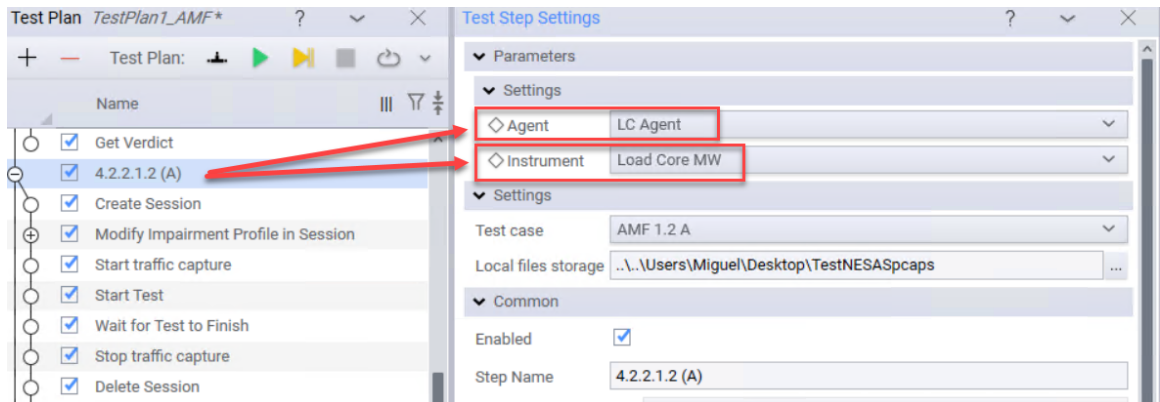 Test Plan TestPlan1_AMF* ?
Test Plan:
Name
Get Verdict
4.2.2.1.2 (A)
Create Session
Modify Impairment Profile in Session
Start traffic capture
Start Test
Wait for Test to Finish
Stop traffic capture
Delete Session
Test Step Settings ?
Parameters
Settings
Agent LC Agent
Instrument Load Core MW
Settings
Test case AMF 1.2 A
Local files storage ..\..\Users\Miguel\Desktop\TestNESASpcaps ...
Common
Enabled
Step Name 4.2.2.1.2 (A)